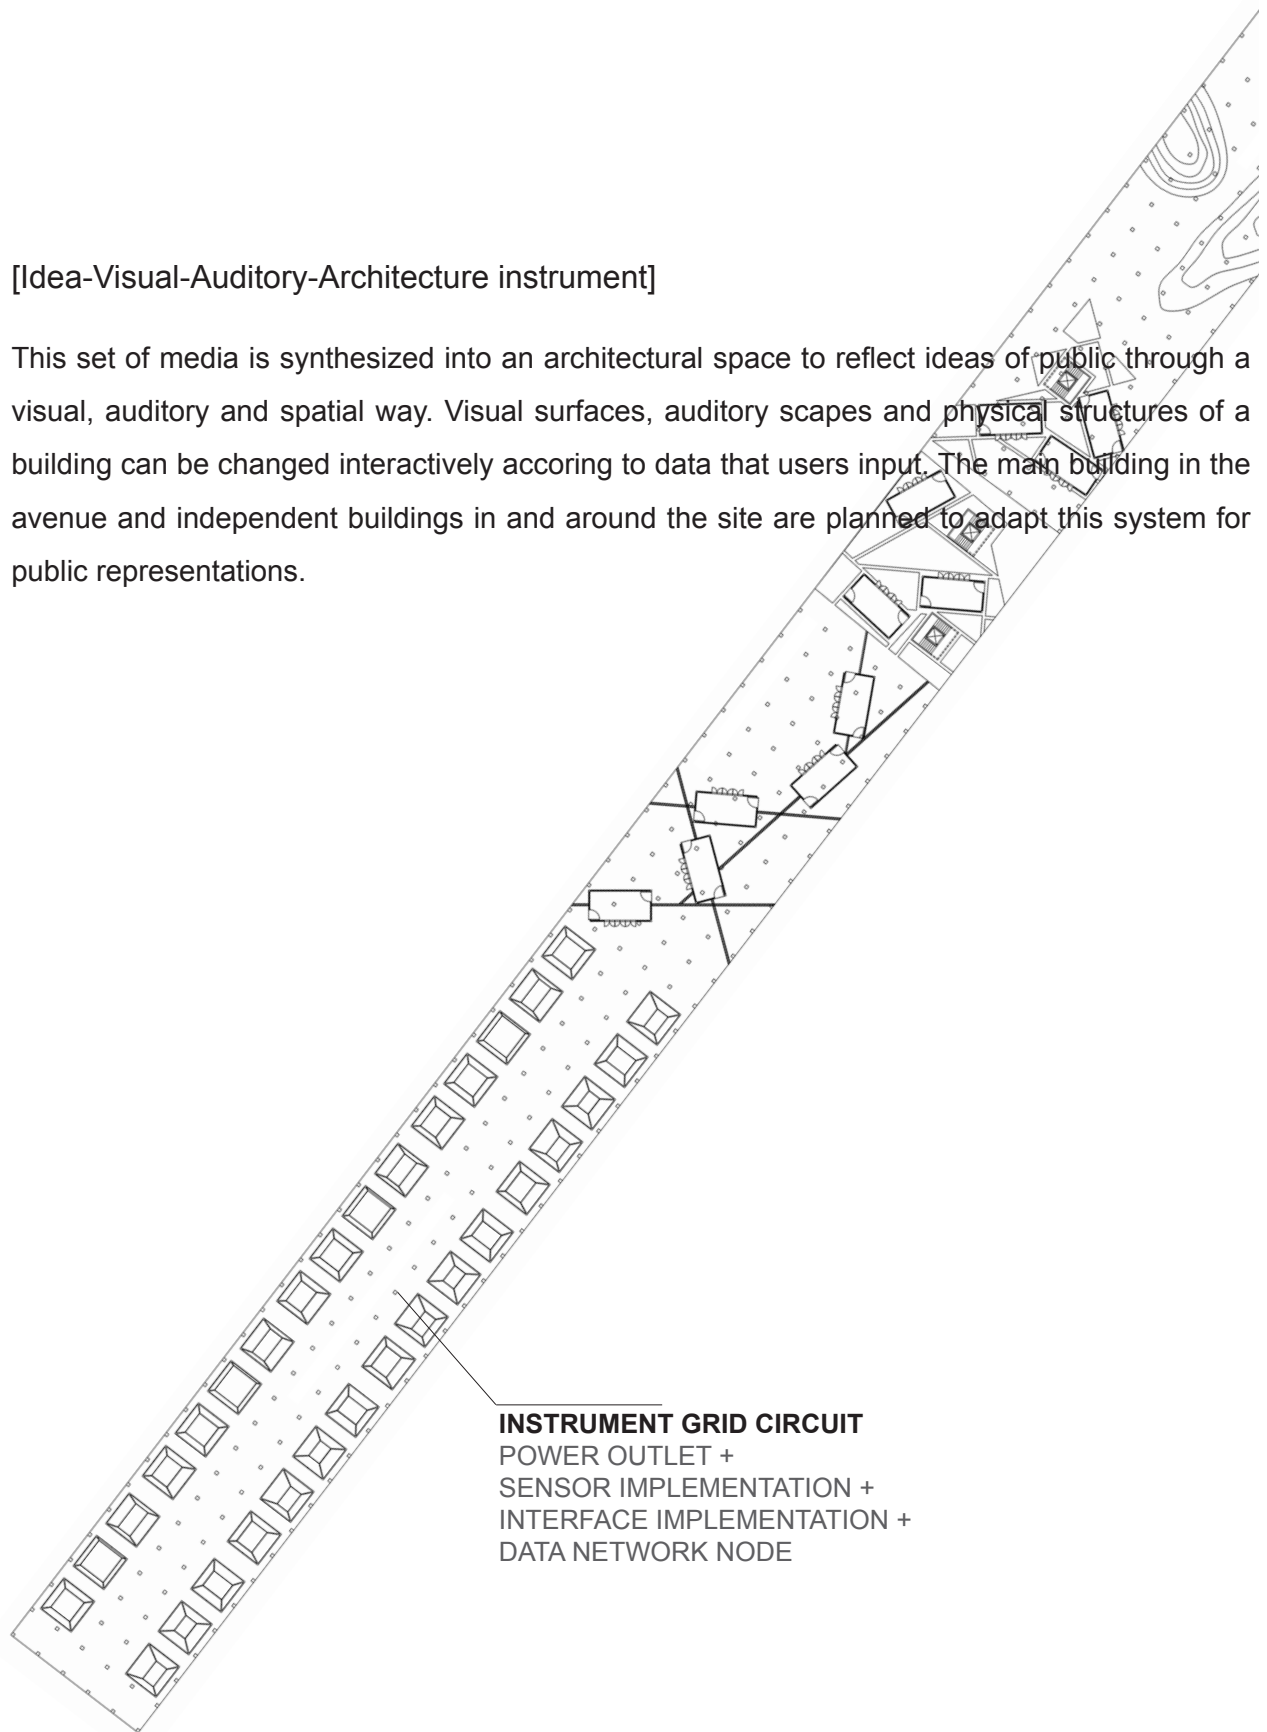 [Idea-Visual-Auditory-Architecture instrument]
This set of media is synthesized into an architectural space to reflect ideas of public through a
visual, auditory and spatial way. Visual surfaces, auditory scapes and physical structures of a
building can be changed interactively accoring to data that users input. The main building in the
avenue and independent buildings in and around the site are planned to adapt this system for
public representations.
INSTRUMENT GRID CIRCUIT
POWER OUTLET +
SENSOR IMPLEMENTATION +
INTERFACE IMPLEMENTATION +
DATA NETWORK NODE